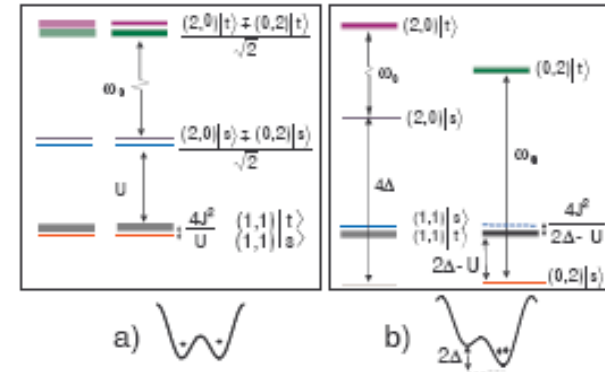 (2,0)|t⟩ ∓ (0,2)|t⟩
√2
ω₀
(2,0)|s⟩ ∓ (0,2)|s⟩
√2
U
4J²
U
(1,1)|t⟩
(1,1)|s⟩
a)
(2,0)|t⟩
ω₀
(0,2)|t⟩
(2,0)|s⟩
ω₀
4Δ
(1,1)|s⟩
(1,1)|t⟩
4J²
2Δ-U
2Δ-U
(0,2)|s⟩
b)
2Δ